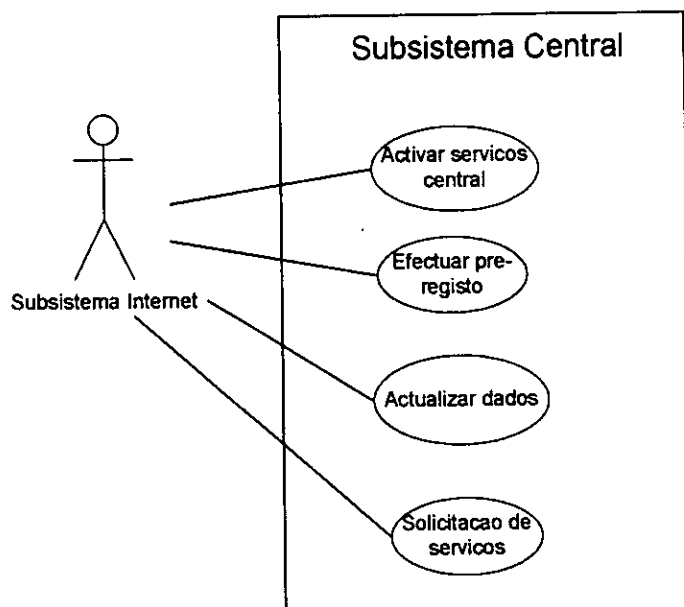 Subsistema Central
Activar servicos
central
Efectuar pre-
registo
Subsistema Internet
Actualizar dados
Solicitacao de
servicos